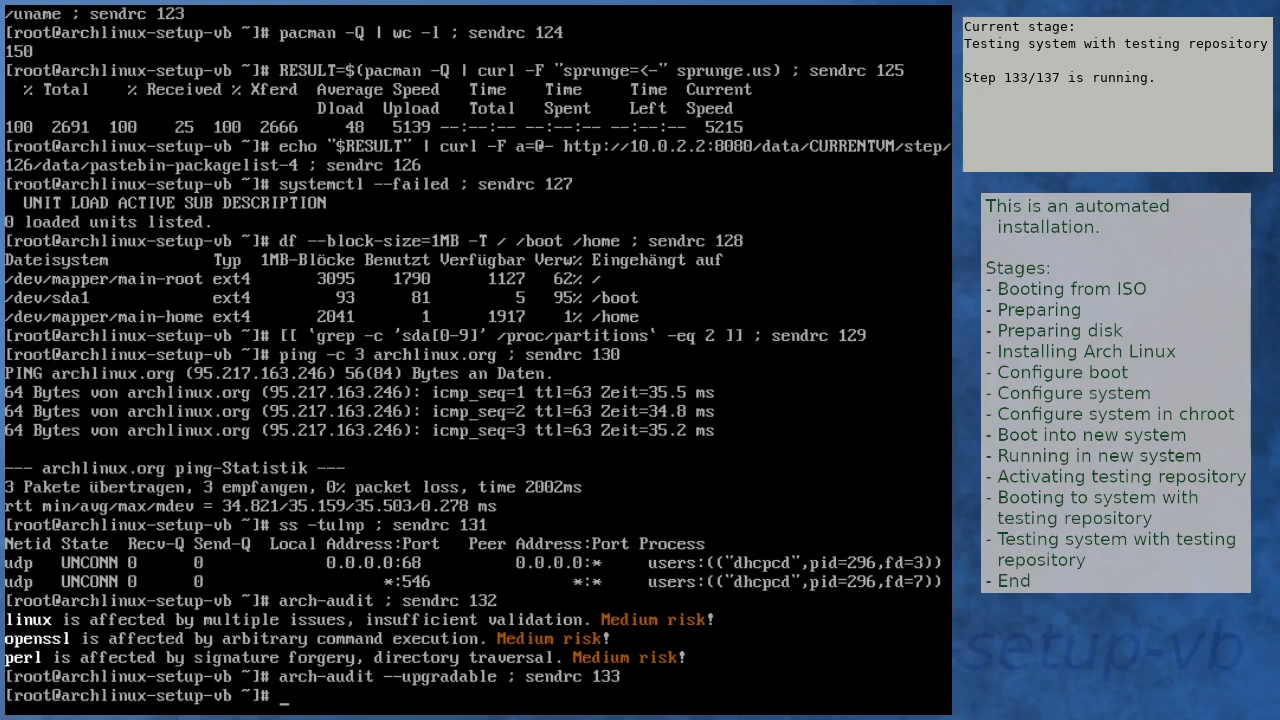 /uname ; sendrc 123
[root@archlinux-setup-vb ~]# pacman -Q | wc -l ; sendrc 124
150
[root@archlinux-setup-vb ~]# RESULT=$(pacman -Q | curl -F "sprunge=<-" sprunge.us) ; sendrc 125
  % Total    % Received % Xferd  Average Speed   Time    Time     Time  Current
                                 Dload  Upload   Total   Spent    Left  Speed
100  2691  100    25  100  2666     48   5139 --:--:-- --:--:-- --:--:--  5215
[root@archlinux-setup-vb ~]# echo "$RESULT" | curl -F a=@- http://10.0.2.2:8080/data/CURRENTVM/step/
126/data/pastebin-packagelist-4 ; sendrc 126
[root@archlinux-setup-vb ~]# systemctl --failed ; sendrc 127
  UNIT LOAD ACTIVE SUB DESCRIPTION
0 loaded units listed.
[root@archlinux-setup-vb ~]# df --block-size=1MB -T / /boot /home ; sendrc 128
Dateisystem           Typ  1MB-Blöcke Benutzt Verfügbar Verw% Eingehängt auf
/dev/mapper/main-root ext4       3095    1790      1127   62% /
/dev/sda1             ext4         93      81         5   95% /boot
/dev/mapper/main-home ext4       2041       1      1917    1% /home
[root@archlinux-setup-vb ~]# [[ `grep -c 'sda[0-9]' /proc/partitions` -eq 2 ]] ; sendrc 129
[root@archlinux-setup-vb ~]# ping -c 3 archlinux.org ; sendrc 130
PING archlinux.org (95.217.163.246) 56(84) Bytes an Daten.
64 Bytes von archlinux.org (95.217.163.246): icmp_seq=1 ttl=63 Zeit=35.5 ms
64 Bytes von archlinux.org (95.217.163.246): icmp_seq=2 ttl=63 Zeit=34.8 ms
64 Bytes von archlinux.org (95.217.163.246): icmp_seq=3 ttl=63 Zeit=35.2 ms
--- archlinux.org ping-Statistik ---
3 Pakete übertragen, 3 empfangen, 0% packet loss, time 2002ms
rtt min/avg/max/mdev = 34.821/35.159/35.503/0.278 ms
[root@archlinux-setup-vb ~]# ss -tulnp ; sendrc 131
Netid State  Recv-Q Send-Q  Local Address:Port   Peer Address:Port Process
udp   UNCONN 0      0             0.0.0.0:68          0.0.0.0:*     users:(("dhcpcd",pid=296,fd=3))
udp   UNCONN 0      0                   *:546               *:*     users:(("dhcpcd",pid=296,fd=7))
[root@archlinux-setup-vb ~]# arch-audit ; sendrc 132
linux is affected by multiple issues, insufficient validation. Medium risk!
openssl is affected by arbitrary command execution. Medium risk!
perl is affected by signature forgery, directory traversal. Medium risk!
[root@archlinux-setup-vb ~]# arch-audit --upgradable ; sendrc 133
[root@archlinux-setup-vb ~]# _
Current stage:
Testing system with testing repository
Step 133/137 is running.
This is an automated
installation.
Stages:
- Booting from ISO
- Preparing
- Preparing disk
- Installing Arch Linux
- Configure boot
- Configure system
- Configure system in chroot
- Boot into new system
- Running in new system
- Activating testing repository
- Booting to system with
testing repository
- Testing system with testing
repository
- End
setup-vb